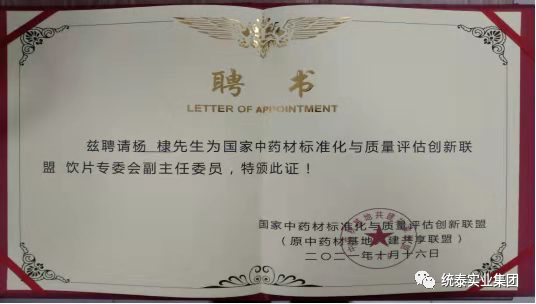 聘 书
LETTER OF APPOINTMENT
兹聘请杨 棣先生为国家中药材标准化与质量评估创新联
盟 饮片专委会副主任委员，特颁此证！
国家中药材标准化与质量评估创新联盟
（原中药材基地共建共享联盟）
二〇二一年十月十六日
统泰实业集团